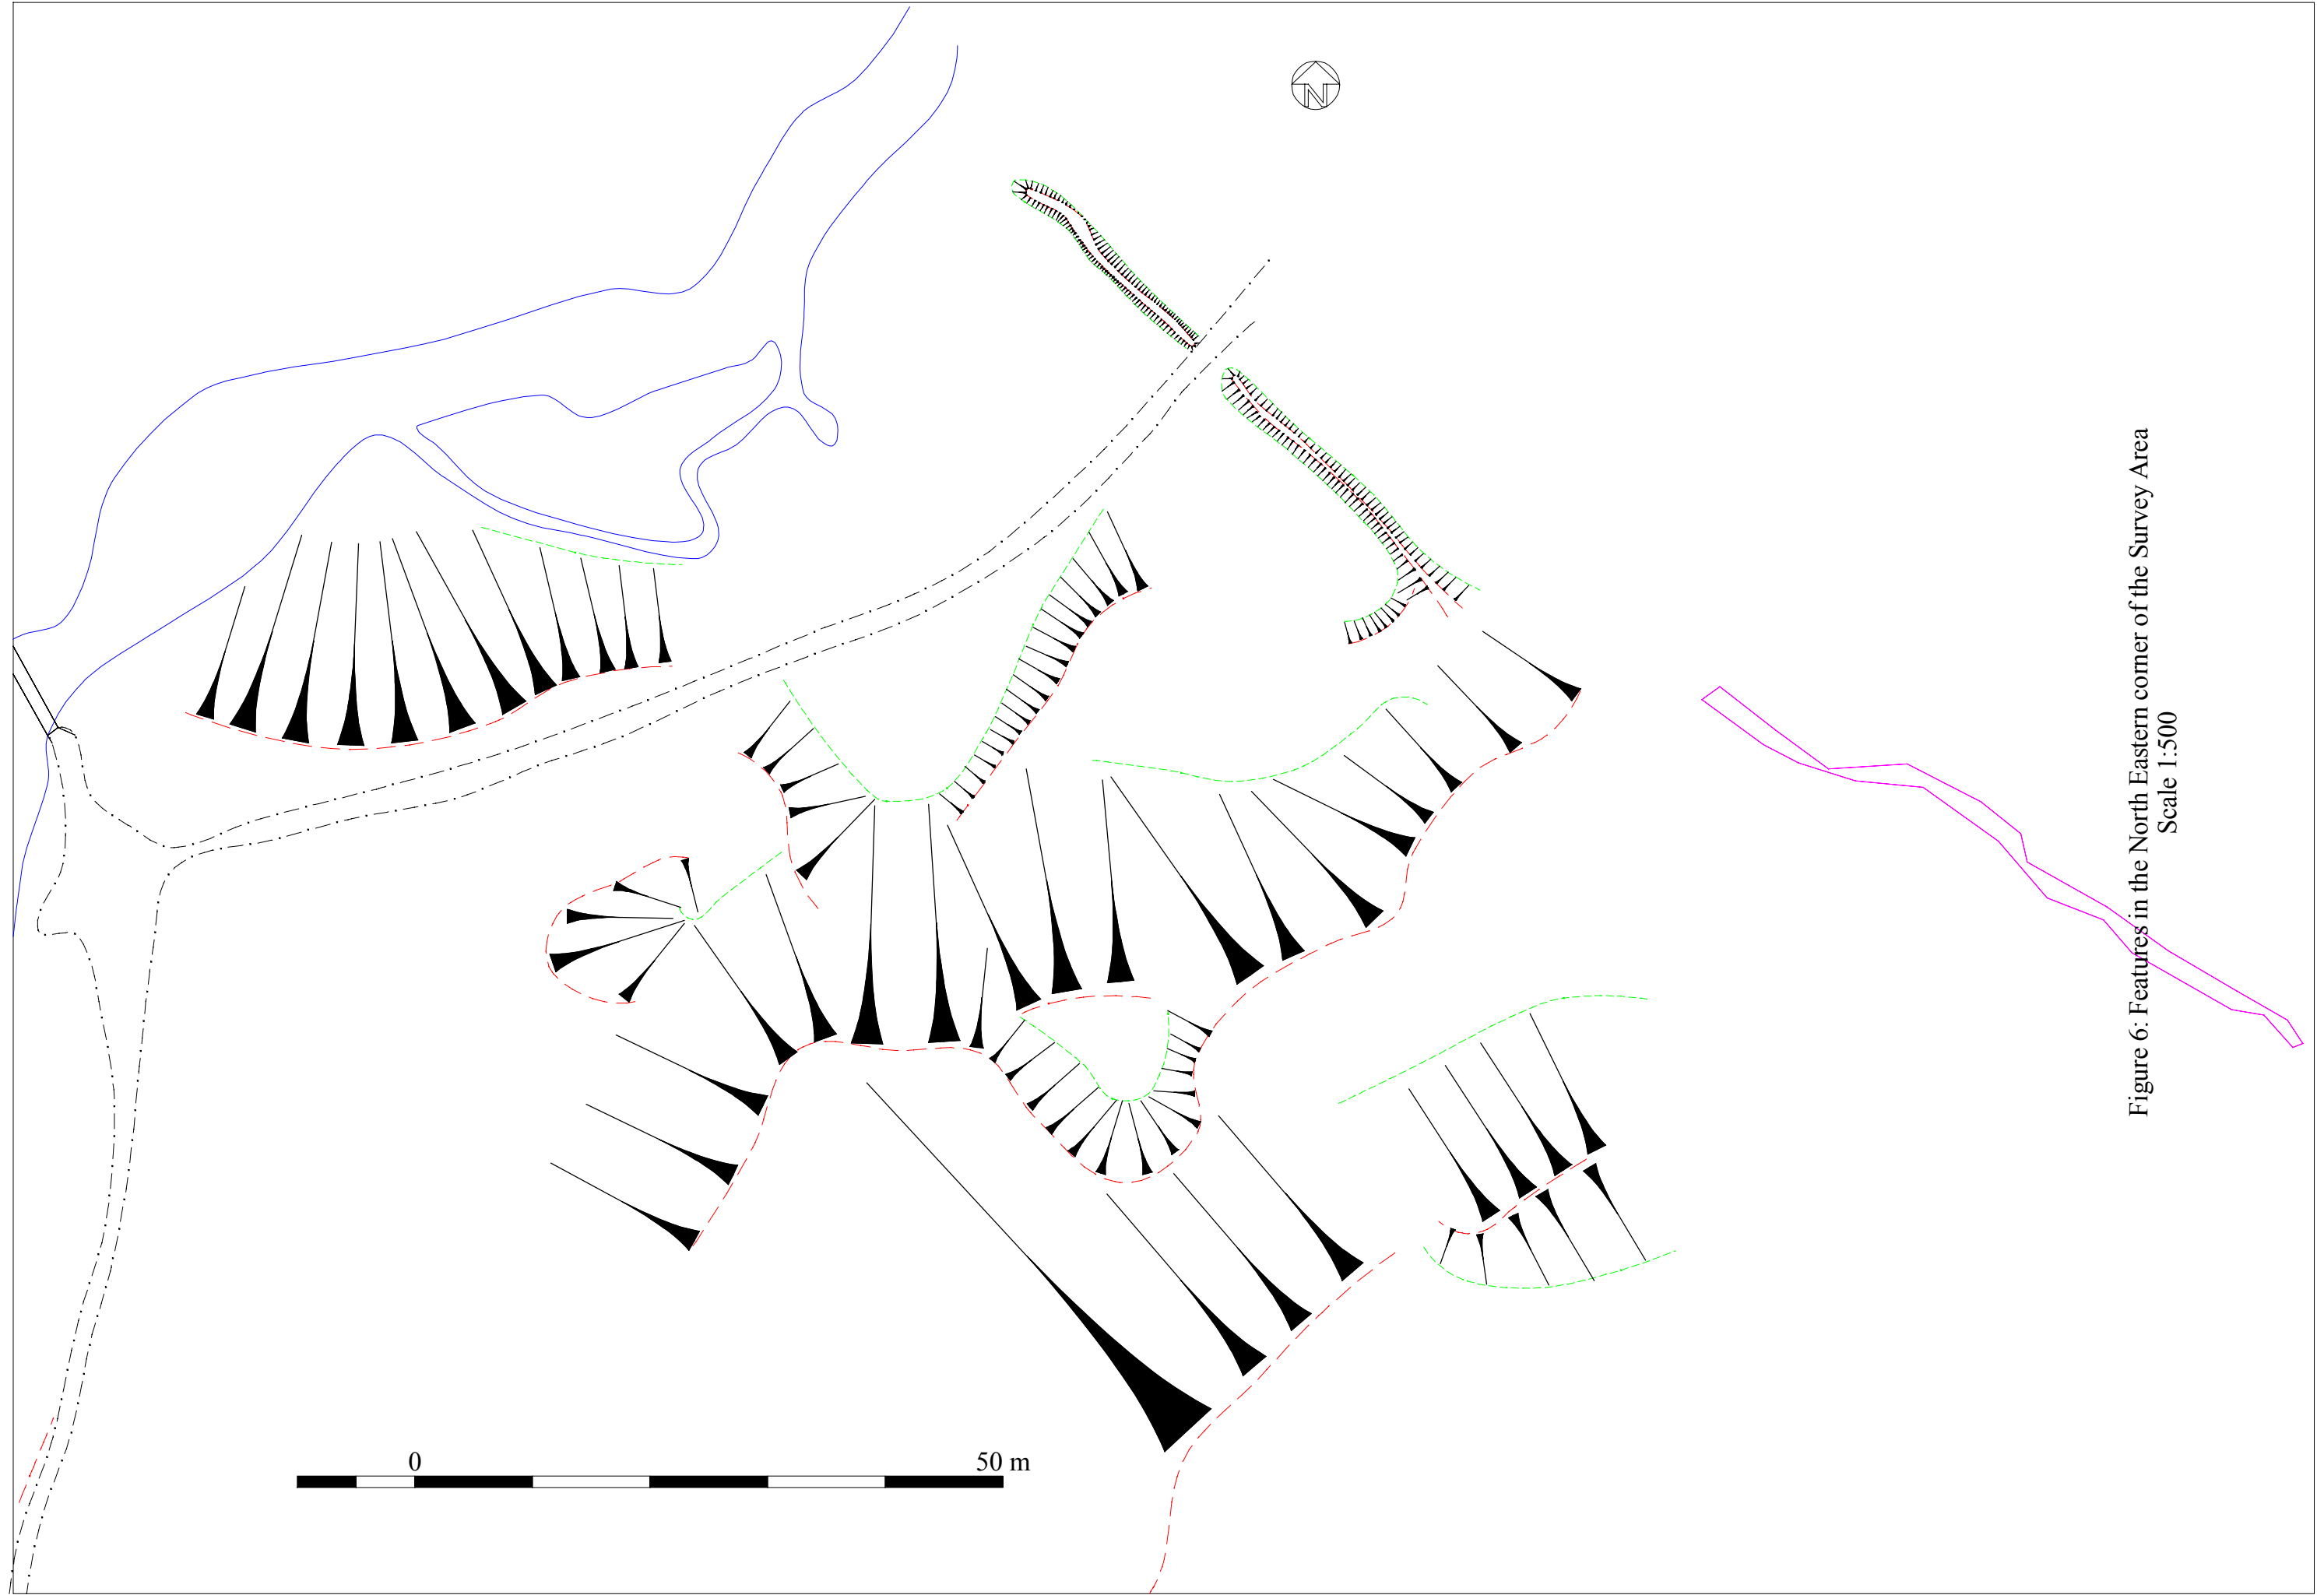 N
Figure 6: Features in the North Eastern corner of the Survey Area
Scale 1:500
0 50 m